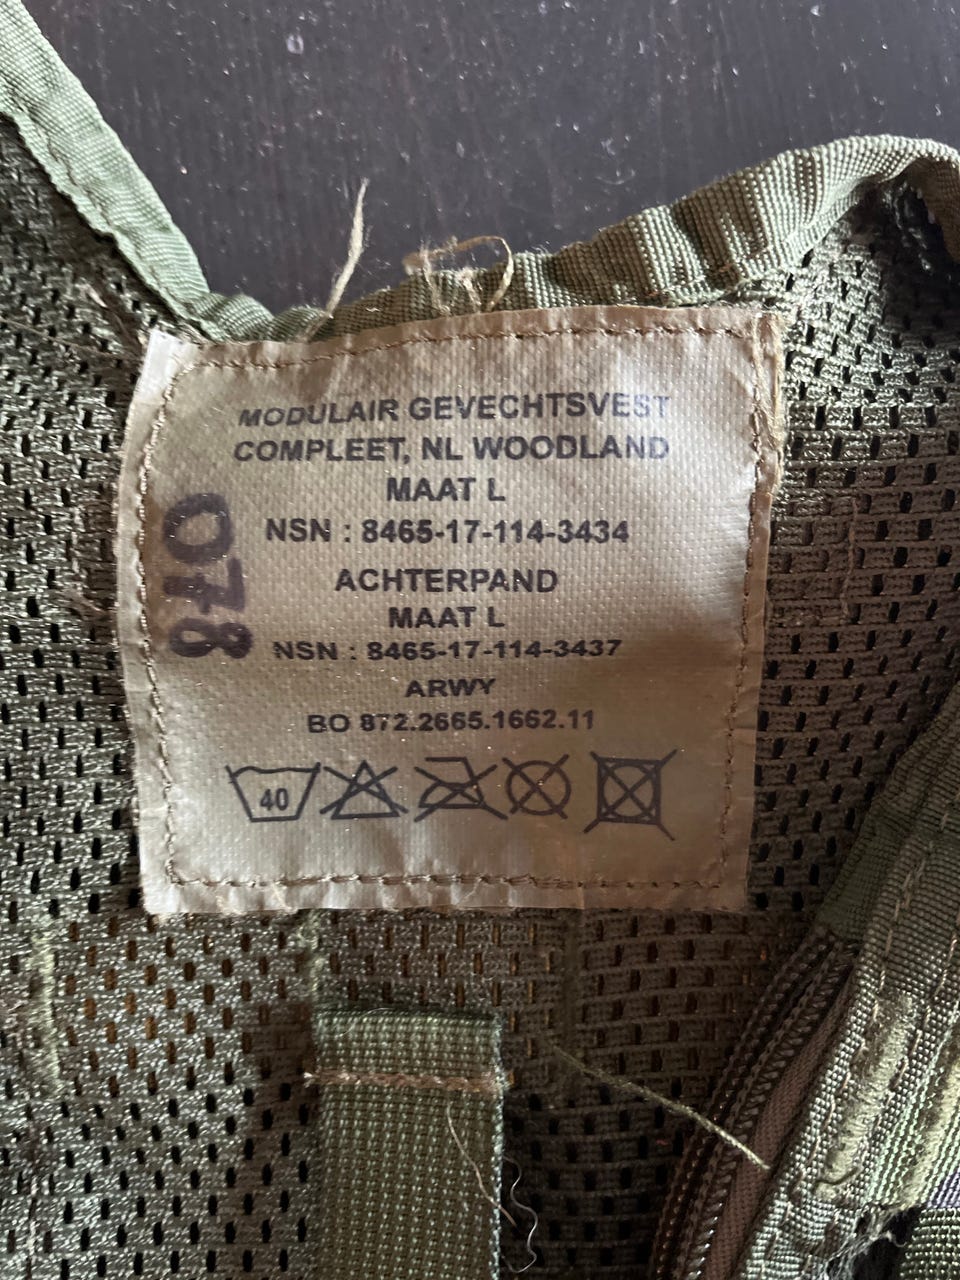 MODULAIR GEVECHTSVEST
COMPLEET, NL WOODLAND
MAAT L
NSN : 8465-17-114-3434
ACHTERPAND
MAAT L
NSN : 8465-17-114-3437
ARWY
BO 872.2665.1662.11
40
078